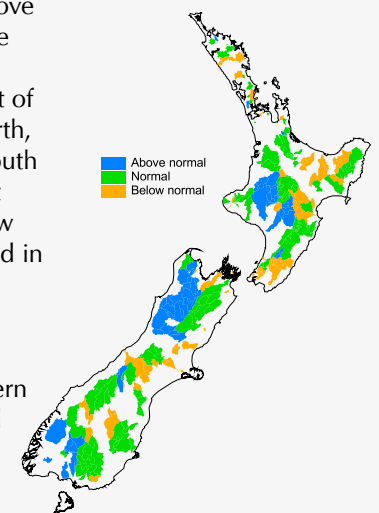 ove
e
t of
rth,
outh
w
d in
ern
Above normal
Normal
Below normal